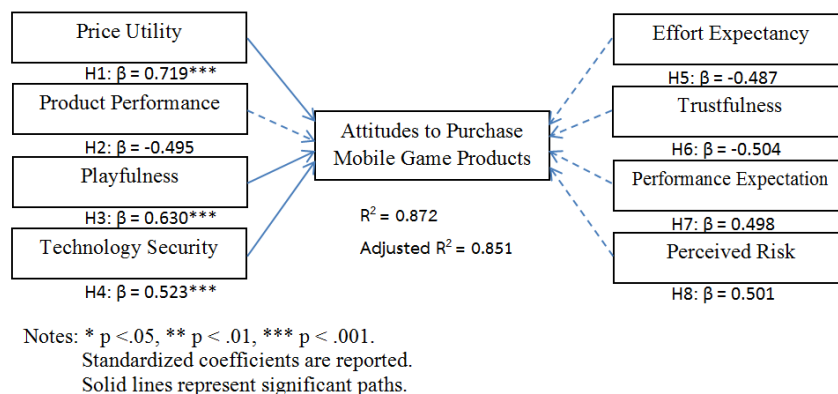 Price Utility
H1: β = 0.719***
Product Performance
H2: β = -0.495
Playfulness
H3: β = 0.630***
Technology Security
H4: β = 0.523***
Attitudes to Purchase
Mobile Game Products
R² = 0.872
Adjusted R² = 0.851
Effort Expectancy
H5: β = -0.487
Trustfulness
H6: β = -0.504
Performance Expectation
H7: β = 0.498
Perceived Risk
H8: β = 0.501
Notes: * p <.05, ** p < .01, *** p < .001.
Standardized coefficients are reported.
Solid lines represent significant paths.